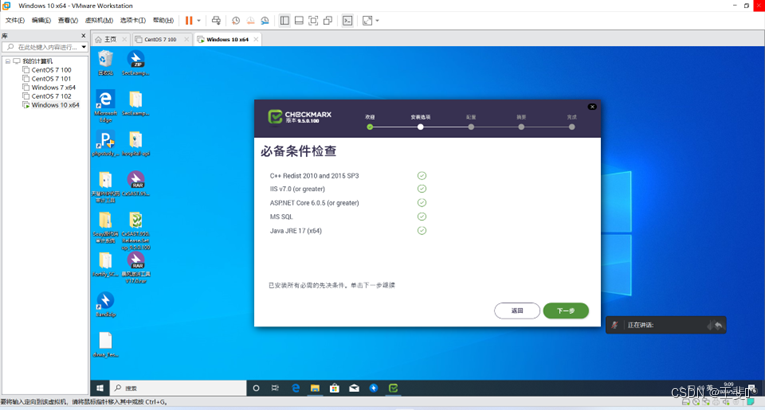 Windows 10 x64 - VMware Workstation
文件(F) 编辑(E) 查看(V) 虚拟机(M) 选项卡(T) 帮助(H)
库
在此处键入内容进行...
我的计算机
CentOS 7 100
CentOS 7 101
Windows 7 x64
CentOS 7 102
Windows 10 x64
主页
CentOS 7 100
Windows 10 x64
回收站
Microsoft
Edge
CHECKMARX
版本 9.5.0.100
欢迎
安装选项
配置
摘要
完成
必备条件检查
C++ Redist 2010 and 2015 SP3
IIS v7.0 (or greater)
ASP.NET Core 6.0.5 (or greater)
MS SQL
Java JRE 17 (x64)
已安装所有必需的先决条件。单击下一步继续
返回
下一步
正在讲话:
搜索
9:09
要将输入定向到该虚拟机，请将鼠标指针移入其中或按 Ctrl+G。